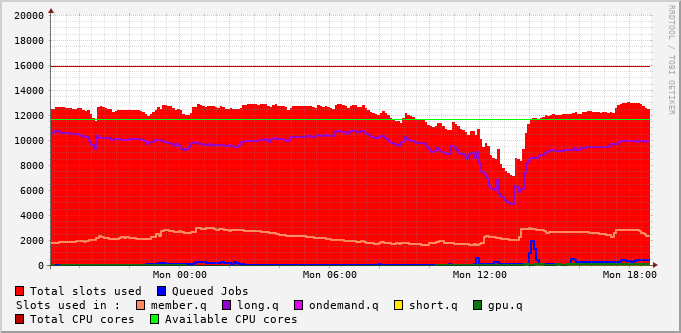 20000
18000
16000
14000
12000
10000
8000
6000
4000
2000
0
Mon 00:00 Mon 06:00 Mon 12:00 Mon 18:00
RRDTOOL / TOBI OETIKER
Total slots used Queued Jobs
Slots used in : member.q long.q ondemand.q short.q gpu.q
Total CPU cores Available CPU cores